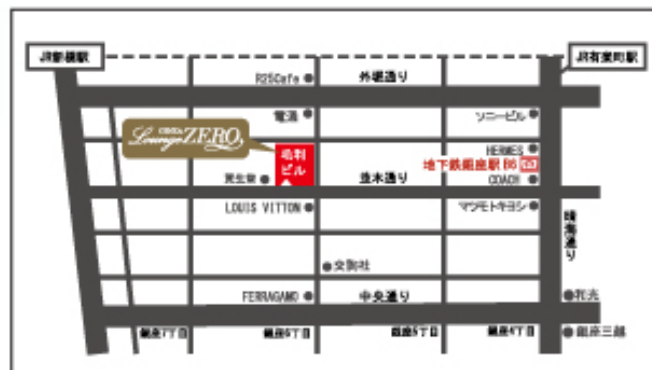 JR新橋駅
JR有楽町駅
R25Cafe
外堀通り
電通
ソニービル
GINZA
Lounge ZERO
毛利
ビル
HERMES
地下鉄銀座駅 B6
資生堂
並木通り
COACH
LOUIS VITTON
マツモトキヨシ
晴海通り
交詢社
FERRAGAMO
中央通り
和光
銀座7丁目
銀座6丁目
銀座5丁目
銀座4丁目
銀座三越